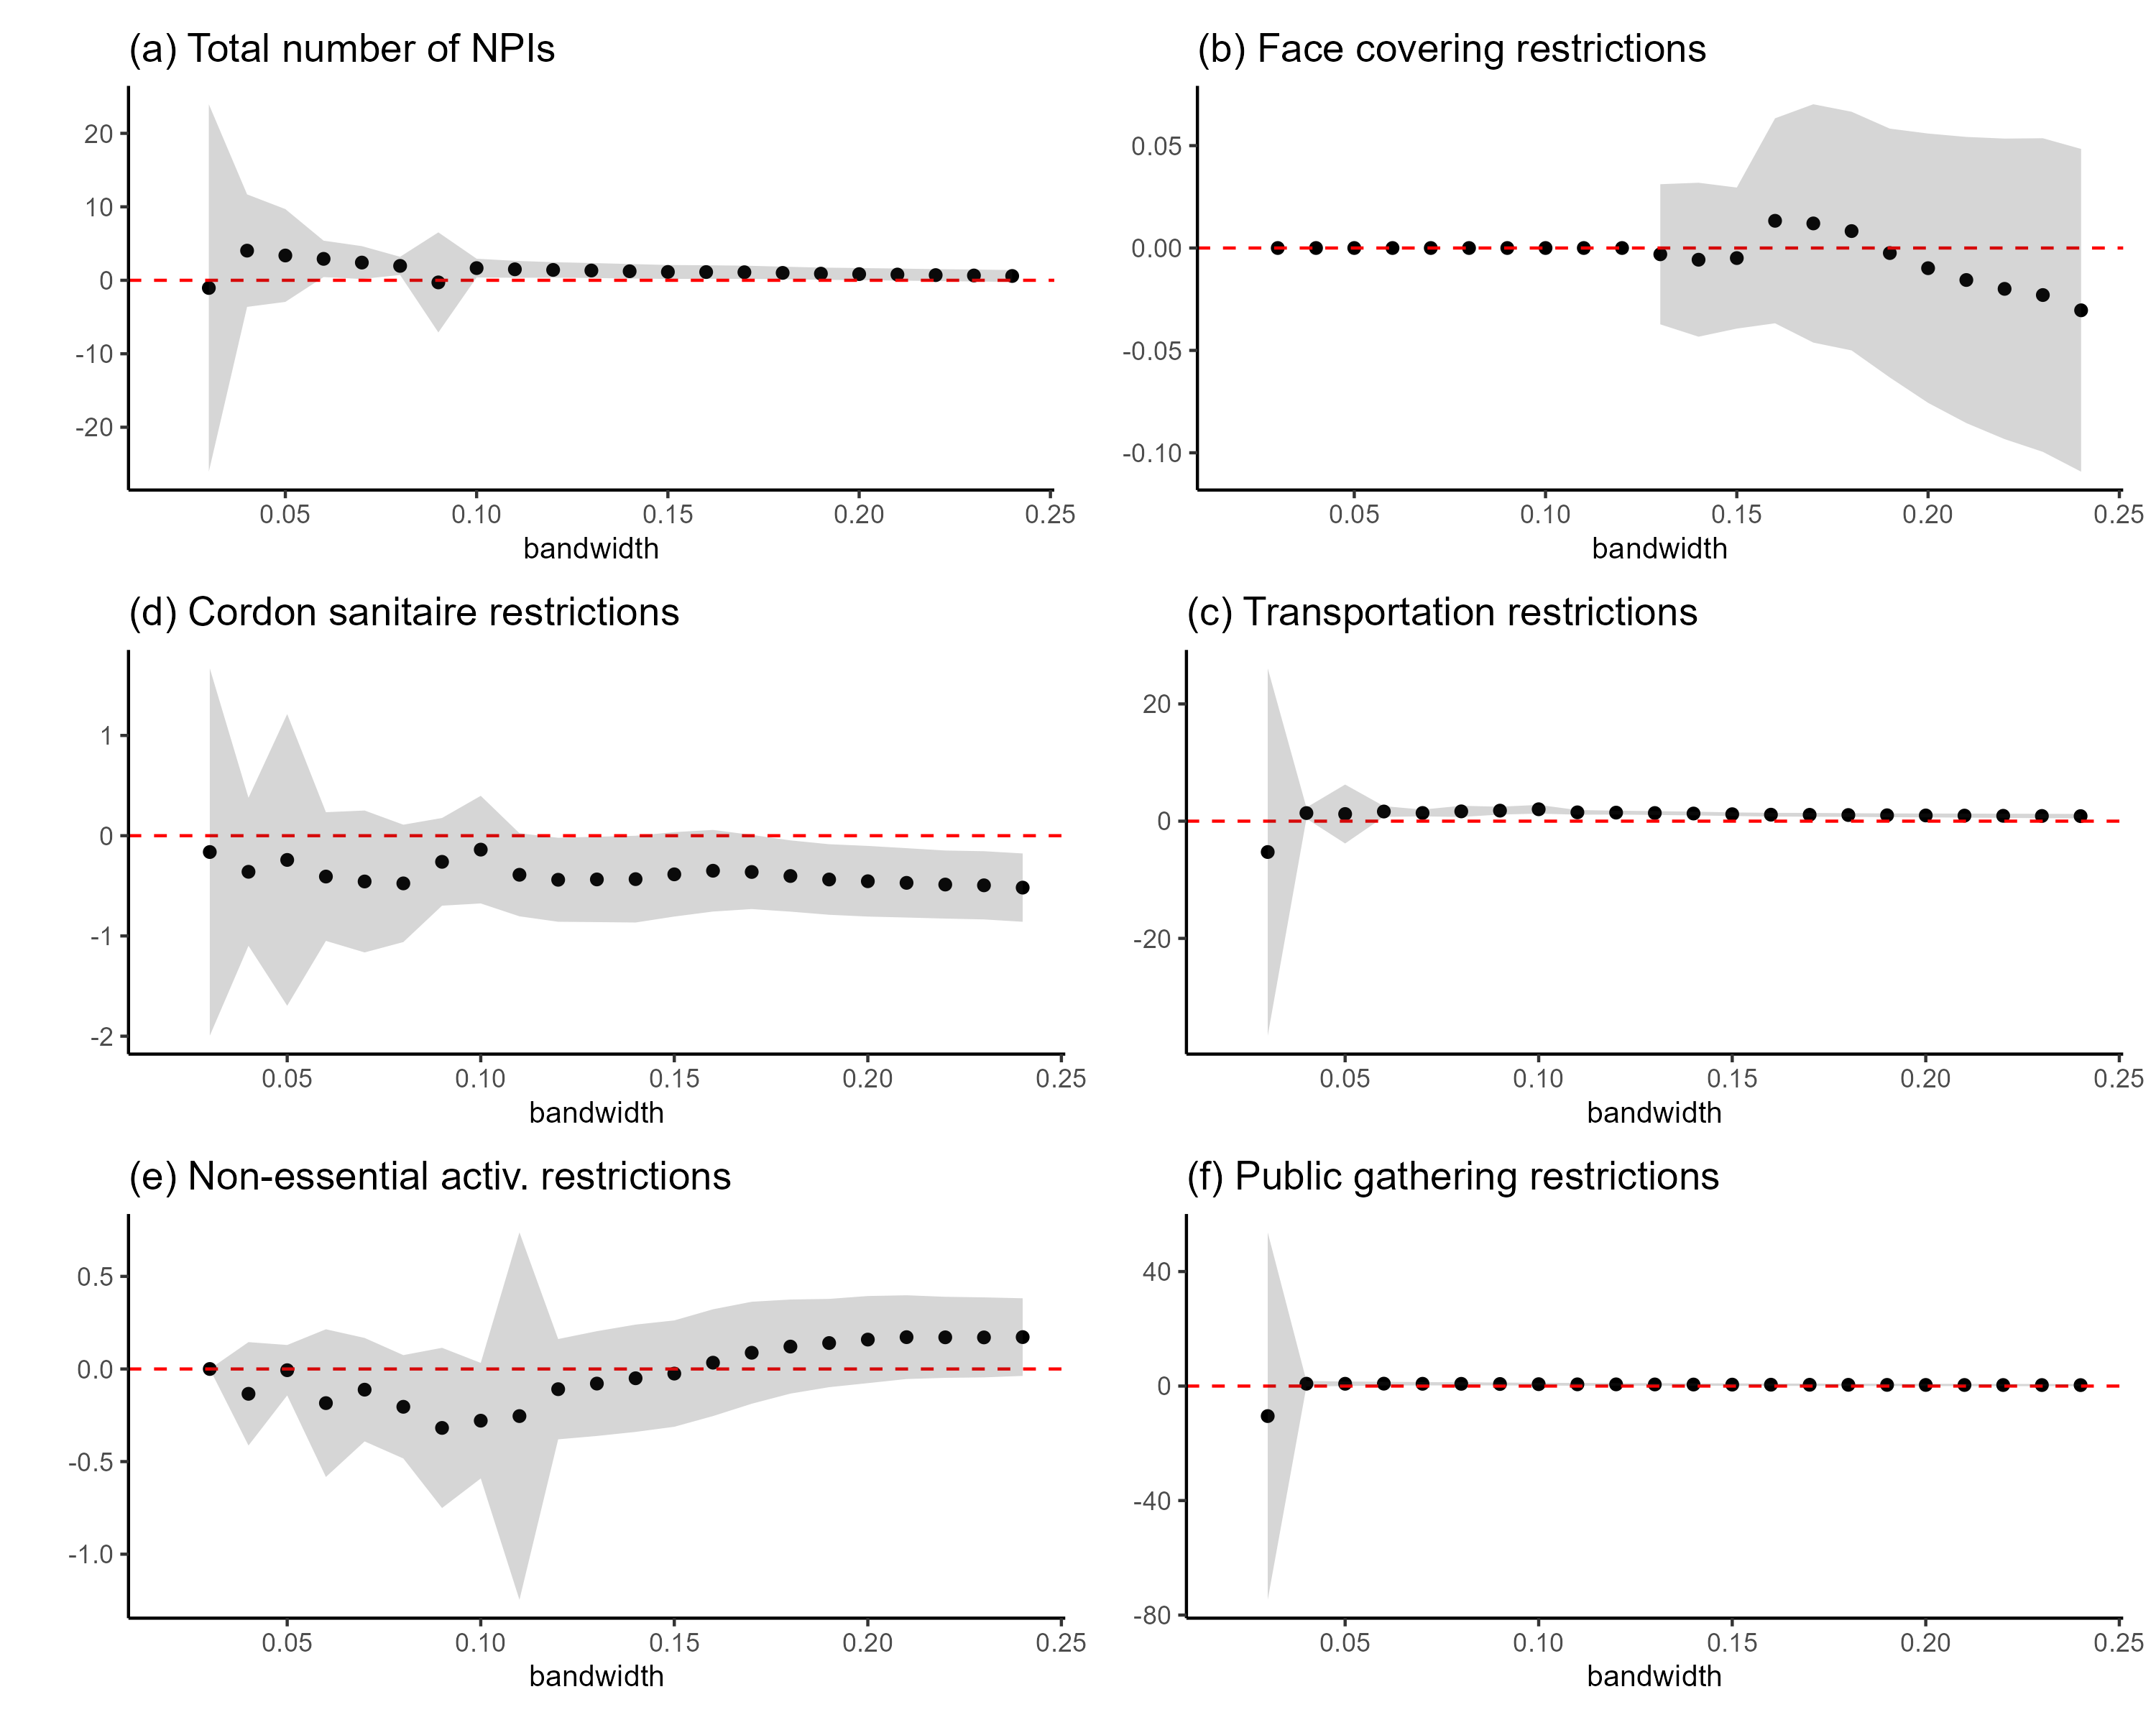 (a) Total number of NPIs
20
10
0
-10
-20
0.05 0.10 0.15 0.20 0.25
bandwidth
(b) Face covering restrictions
0.05
0.00
-0.05
-0.10
0.05 0.10 0.15 0.20 0.25
bandwidth
(d) Cordon sanitaire restrictions
1
0
-1
-2
0.05 0.10 0.15 0.20 0.25
bandwidth
(c) Transportation restrictions
20
0
-20
0.05 0.10 0.15 0.20 0.25
bandwidth
(e) Non-essential activ. restrictions
0.5
0.0
-0.5
-1.0
0.05 0.10 0.15 0.20 0.25
bandwidth
(f) Public gathering restrictions
40
0
-40
-80
0.05 0.10 0.15 0.20 0.25
bandwidth